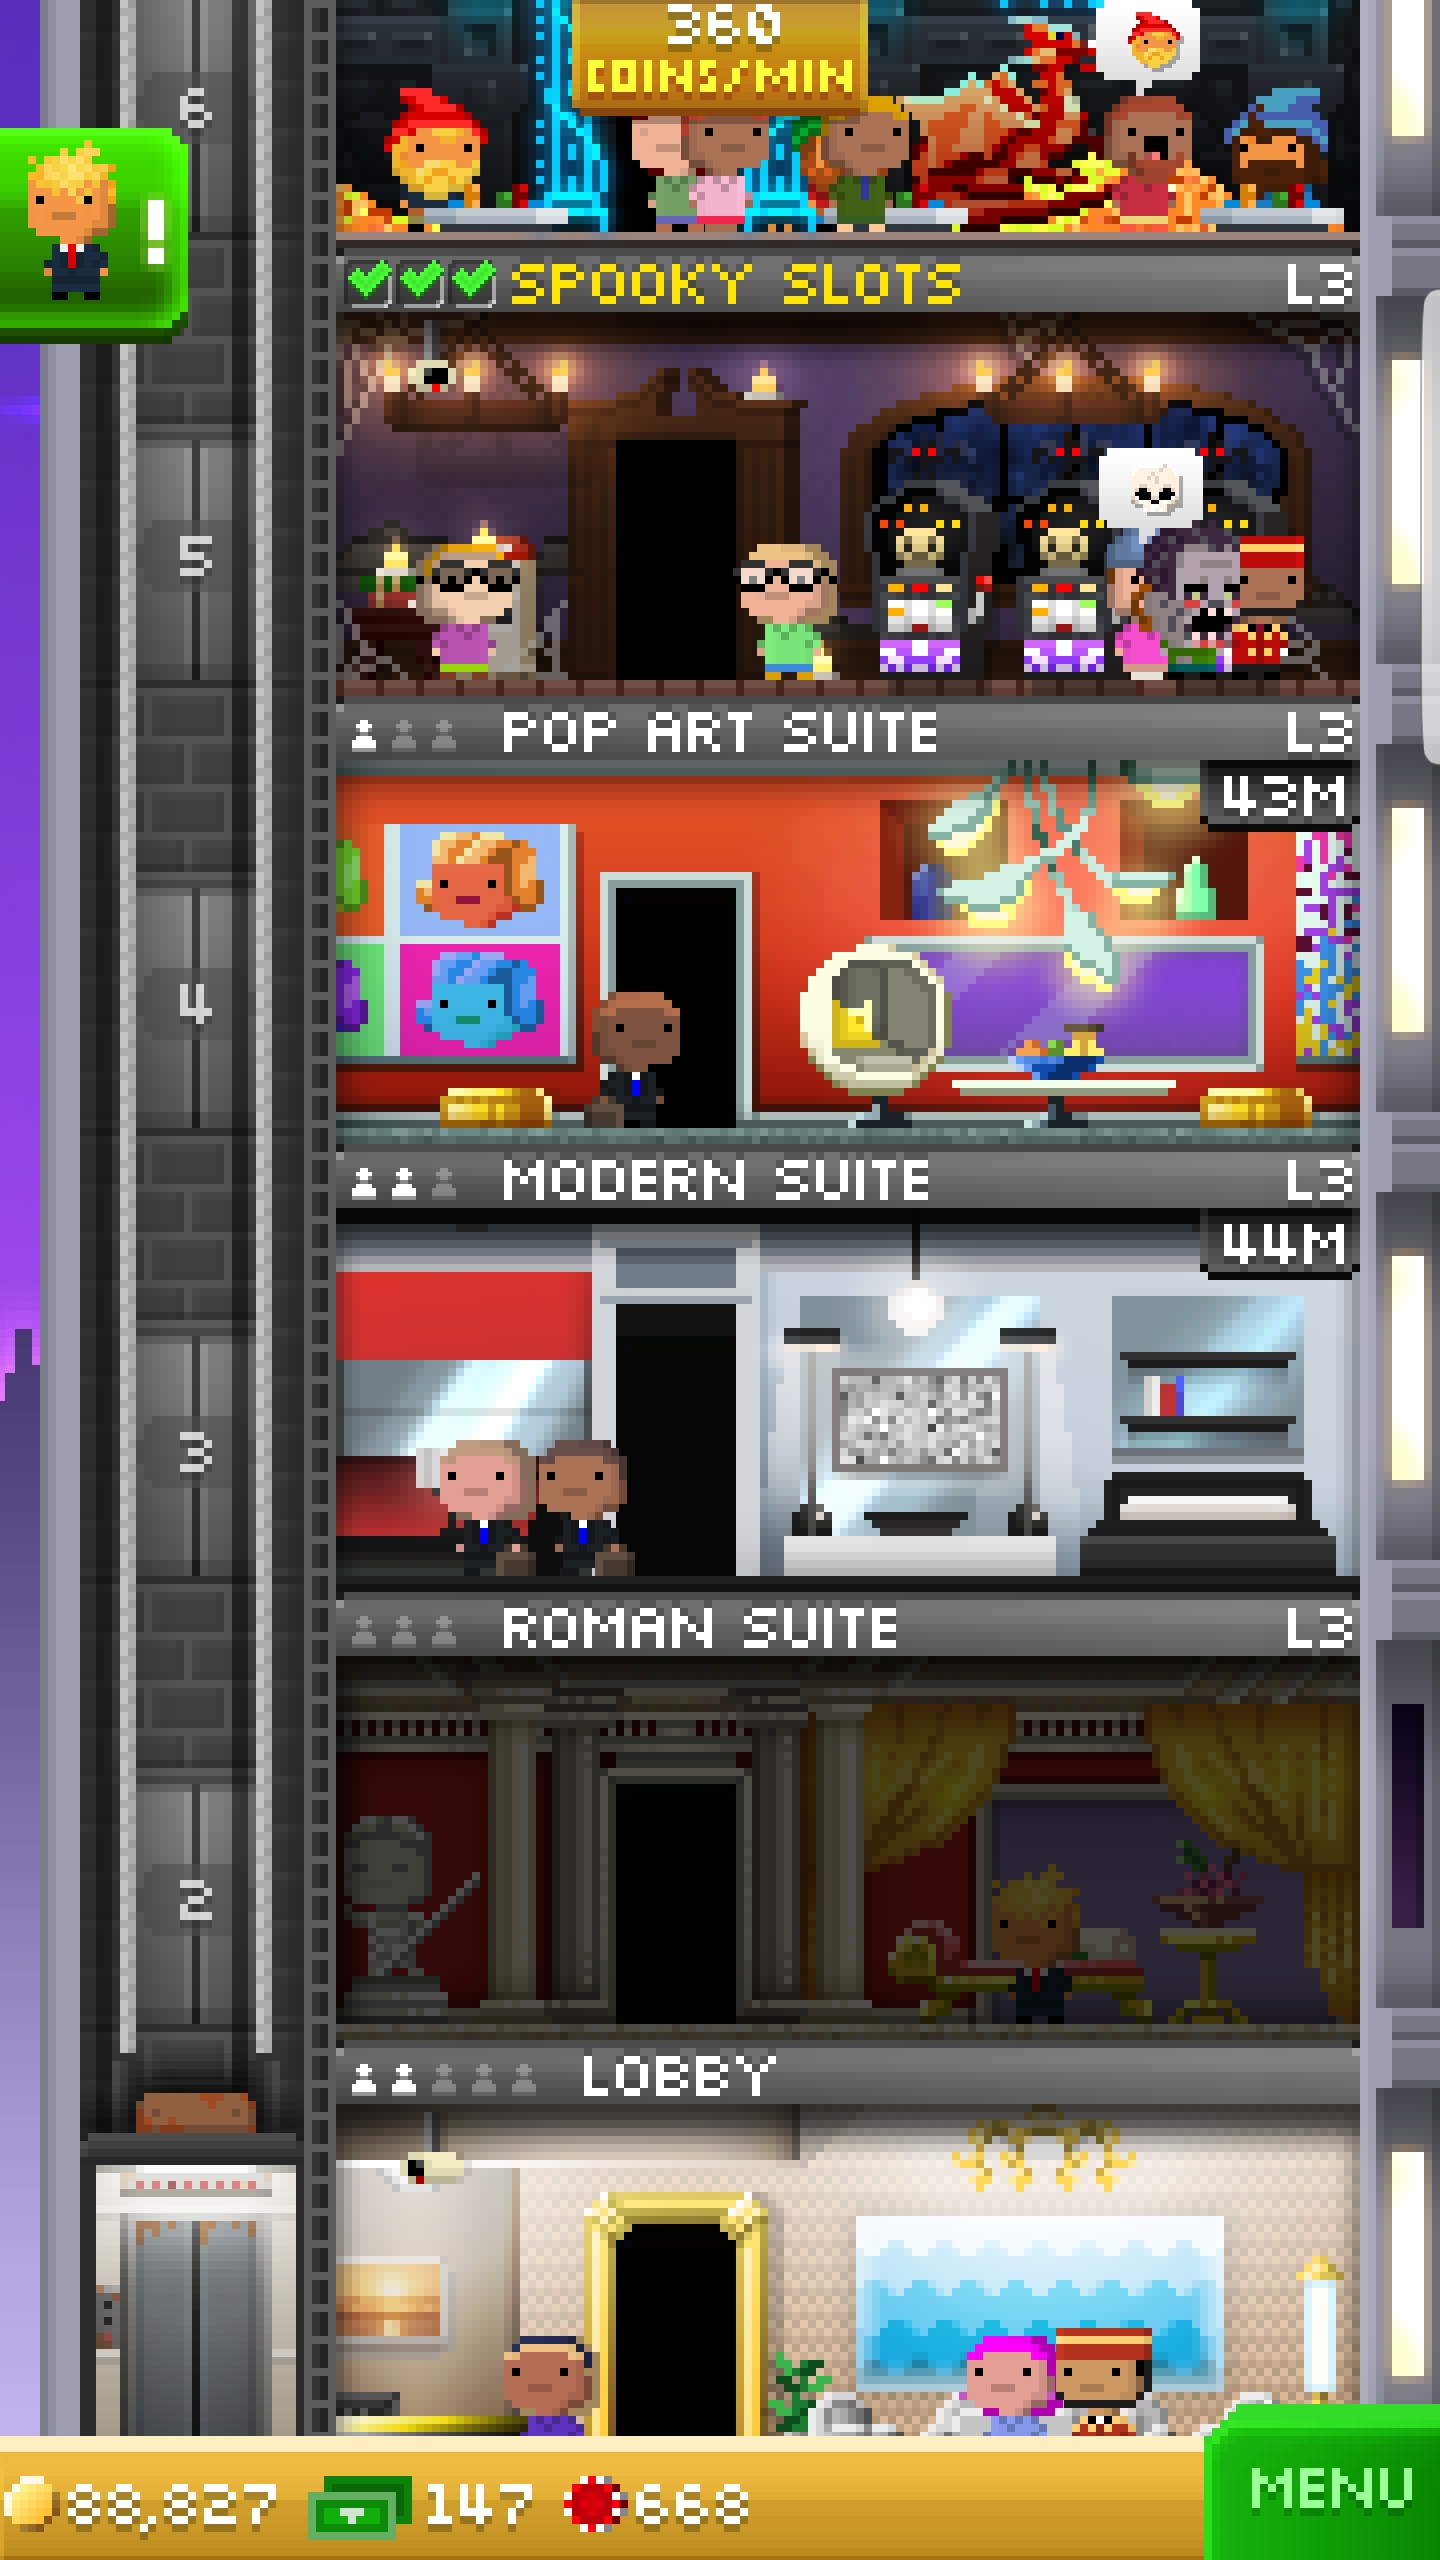 360
COINS/MIN
6
!
SPOOKY SLOTS L3
5
POP ART SUITE L3
43M
4
MODERN SUITE L3
44M
3
ROMAN SUITE L3
2
LOBBY
88,827 147 668
MENU